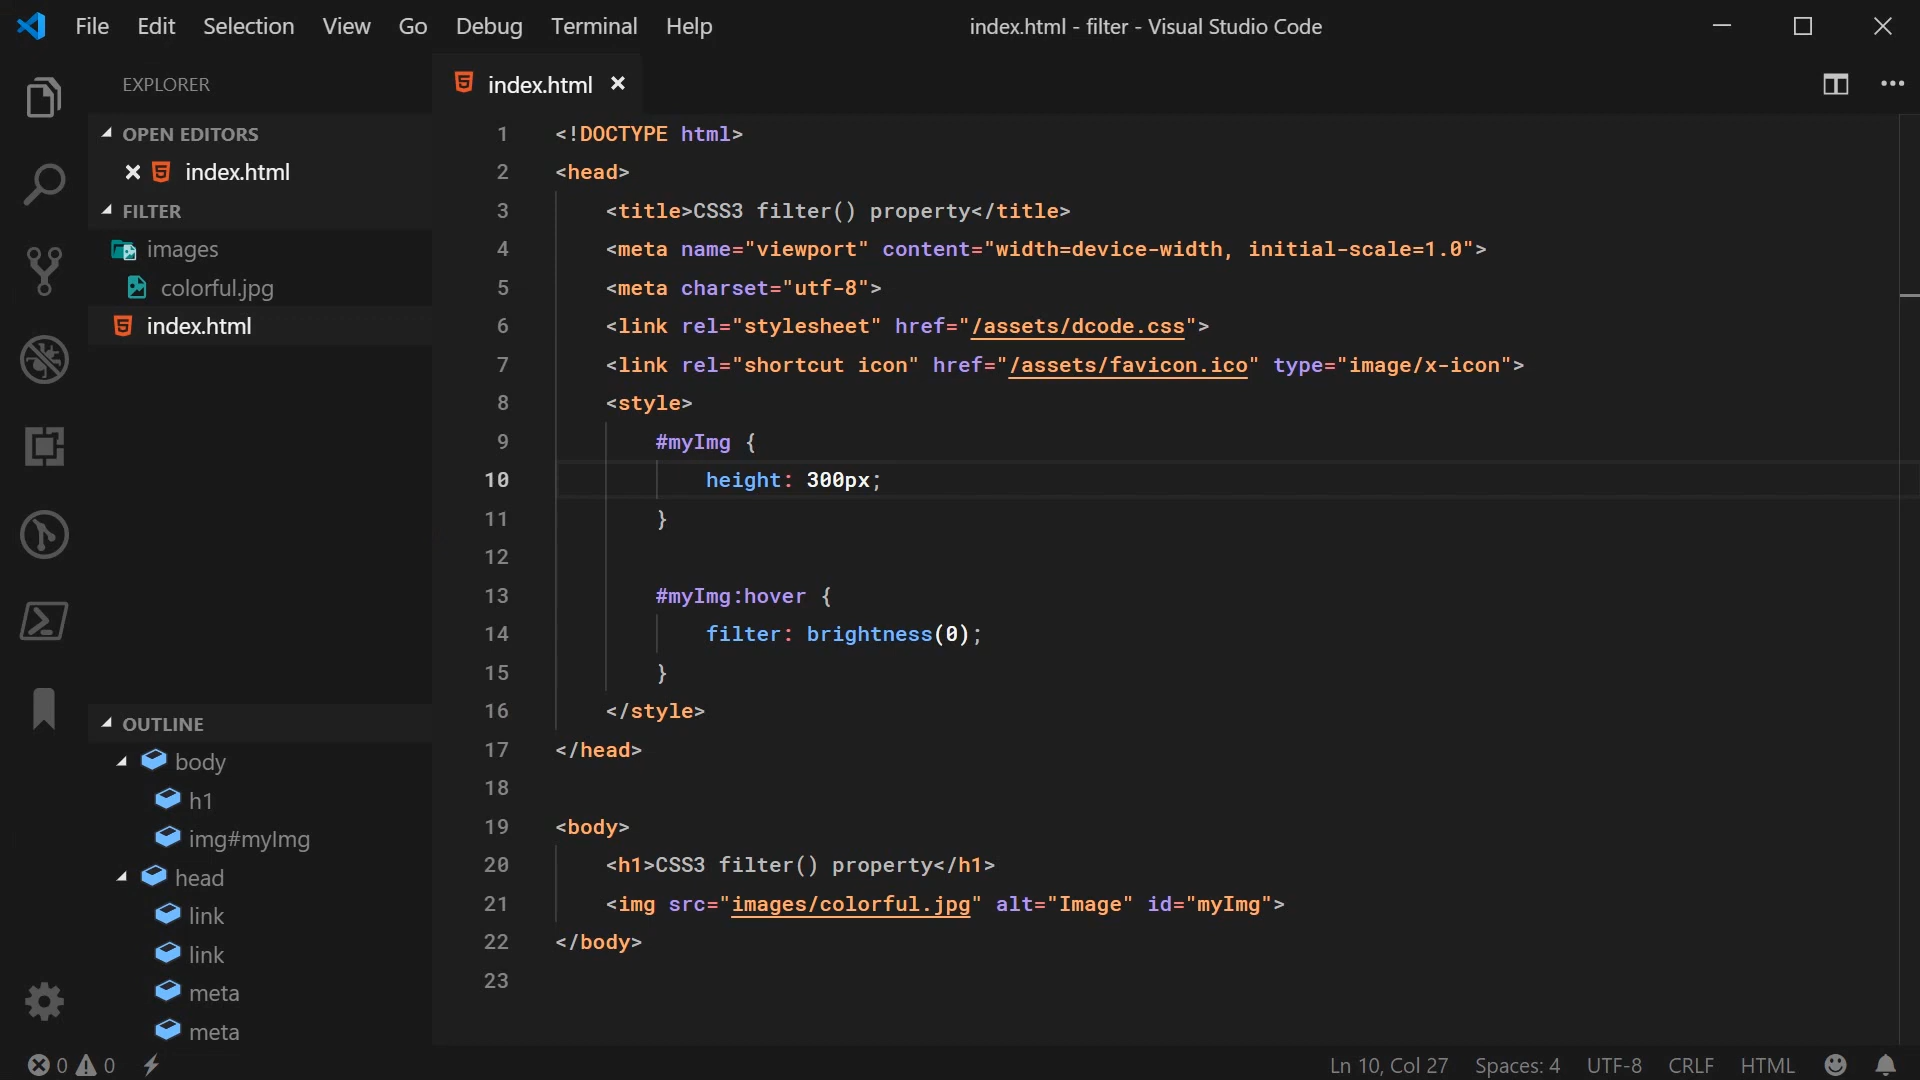 File Edit Selection View Go Debug Terminal Help
index.html - filter - Visual Studio Code
EXPLORER
OPEN EDITORS
index.html
FILTER
images
colorful.jpg
index.html
OUTLINE
body
h1
img#myImg
head
link
link
meta
meta
index.html
1 <!DOCTYPE html>
2 <head>
3 <title>CSS3 filter() property</title>
4 <meta name="viewport" content="width=device-width, initial-scale=1.0">
5 <meta charset="utf-8">
6 <link rel="stylesheet" href="/assets/dcode.css">
7 <link rel="shortcut icon" href="/assets/favicon.ico" type="image/x-icon">
8 <style>
9 #myImg {
10 height: 300px;
11 }
12
13 #myImg:hover {
14 filter: brightness(0);
15 }
16 </style>
17 </head>
18
19 <body>
20 <h1>CSS3 filter() property</h1>
21 <img src="images/colorful.jpg" alt="Image" id="myImg">
22 </body>
23
0 0
Ln 10, Col 27 Spaces: 4 UTF-8 CRLF HTML